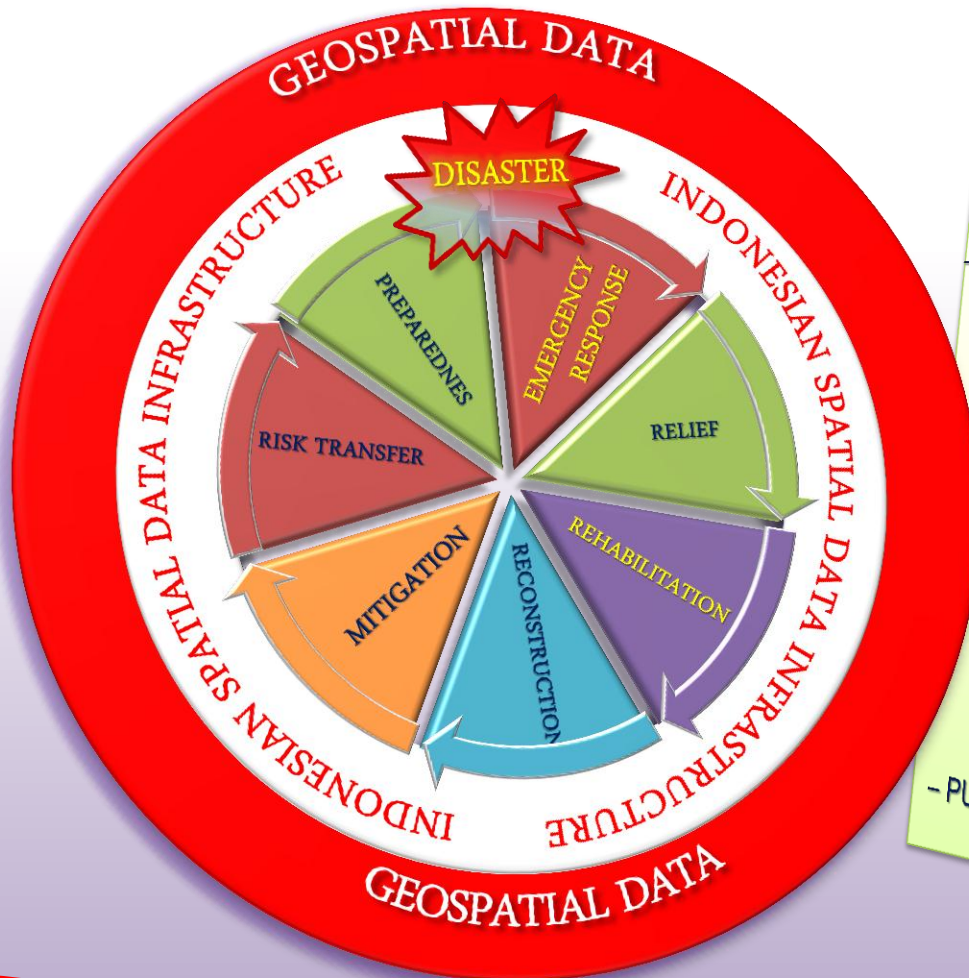 GEOSPATIAL DATA
INDONESIAN SPATIAL DATA INFRASTRUCTURE
INDONESIAN SPATIAL DATA INFRASTRUCTURE
DISASTER
EMERGENCY
RESPONSE
RELIEF
REHABILITATION
RECONSTRUCTION
MITIGATION
RISK TRANSFER
PREPAREDNES
GEOSPATIAL DATA